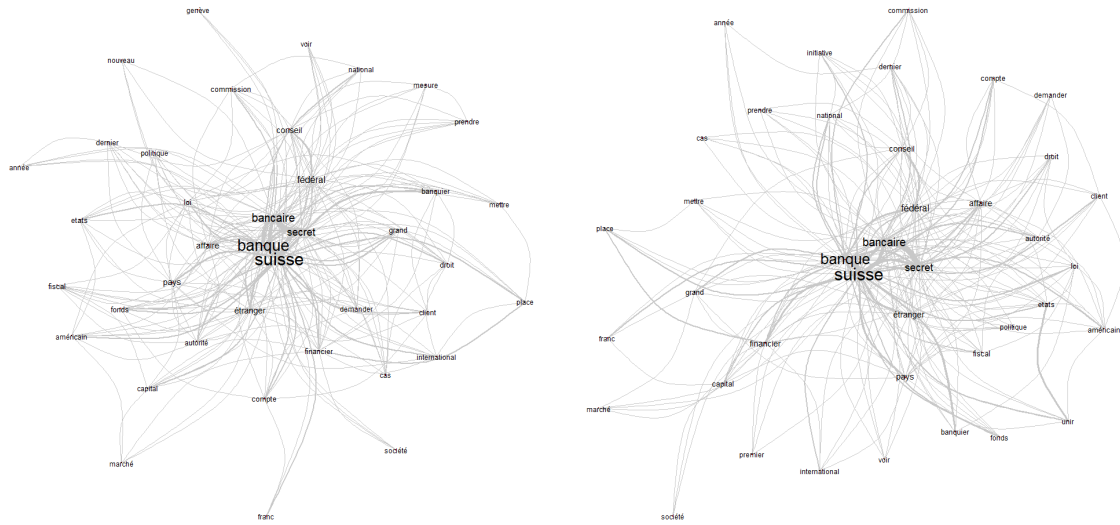 genève
voir
nouveau
national
mesure
commission
prendre
conseil
dernier
politique
année
fédéral
banquier
loi
mettre
etats
bancaire
grand
secret
affaire
banque
suisse
droit
pays
fiscal
place
fonds
étranger
demander
client
américain
autorité
financier
international
cas
capital
compte
société
marché
franc
commission
année
initiative
dernier
compte
demander
prendre
national
cas
conseil
droit
client
mettre
affaire
fédéral
place
autorité
bancaire
banque
secret
loi
suisse
grand
etats
étranger
politique
américain
franc
financier
fiscal
pays
capital
marché
unir
banquier
fonds
premier
voir
international
société